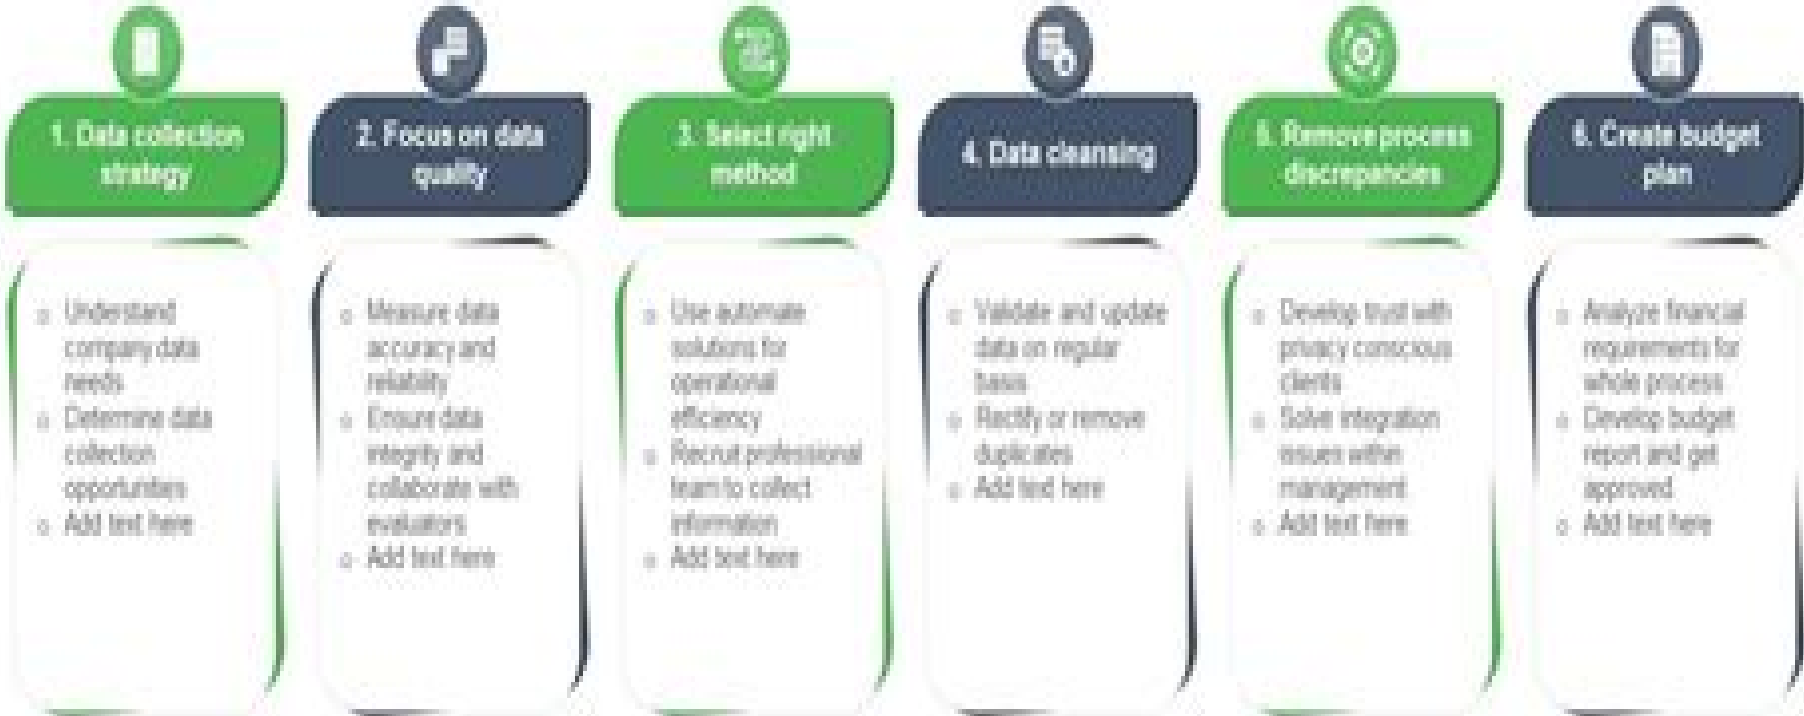 1. Data collection
strategy
2. Focus on data
quality
3. Select right
method
4. Data cleansing
5. Remove process
discrepancies
6. Create budget
plan
Understand
company data
needs
Determine data
collection
opportunities
Add text here
Measure data
accuracy and
reliability
Ensure data
integrity and
collaborate with
evaluators
Add text here
Use automate
solutions for
operational
efficiency
Recruit professional
team to collect
information
Add text here
Validate and update
data on regular
basis
Rectify or remove
duplicates
Add text here
Develop trust with
privacy conscious
clients
Solve integration
issues within
management
Add text here
Analyze financial
requirements for
whole process
Develop budget
report and get
approved
Add text here